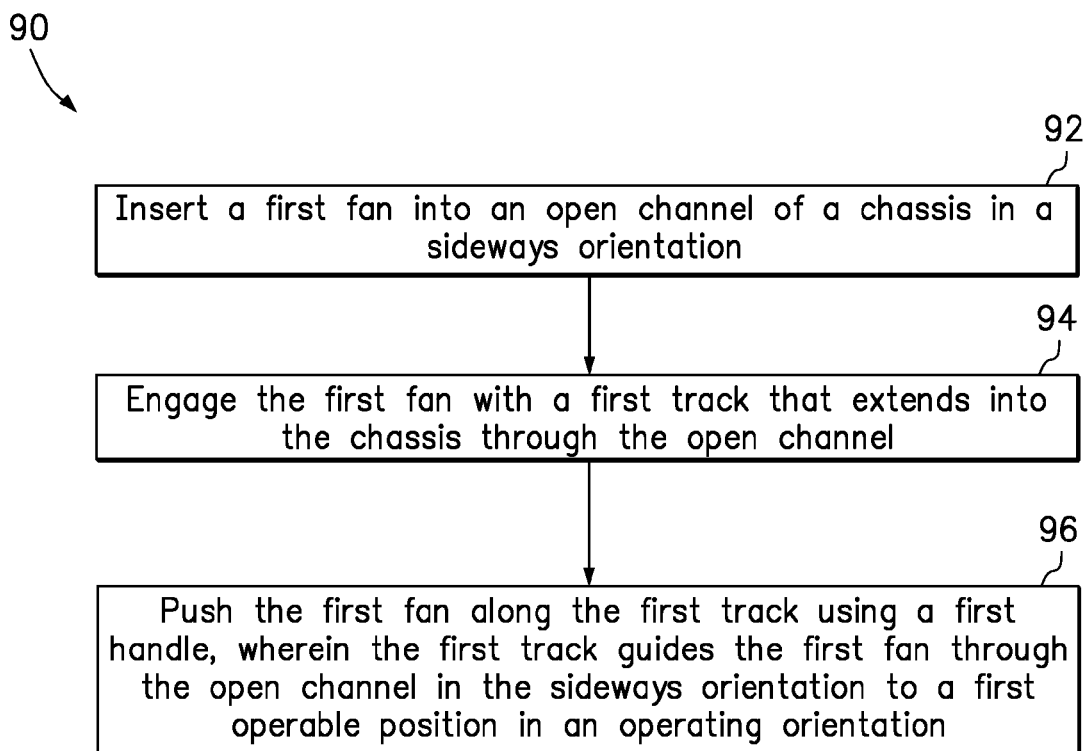 90
92
Insert a first fan into an open channel of a chassis in a
sideways orientation
94
Engage the first fan with a first track that extends into
the chassis through the open channel
96
Push the first fan along the first track using a first
handle, wherein the first track guides the first fan through
the open channel in the sideways orientation to a first
operable position in an operating orientation